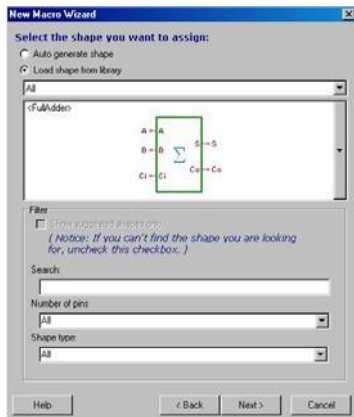 New Macro Wizard
Select the shape you want to assign:
Auto generate shape
Load shape from library
All
<FullAdder>
A A
B B S S
Ci Ci Co Co
Σ
Filter
Show suggested shapes only
( Notice: If you can't find the shape you are looking
for, uncheck this checkbox. )
Search:
Number of pins
All
Shape type:
All
Help < Back Next > Cancel